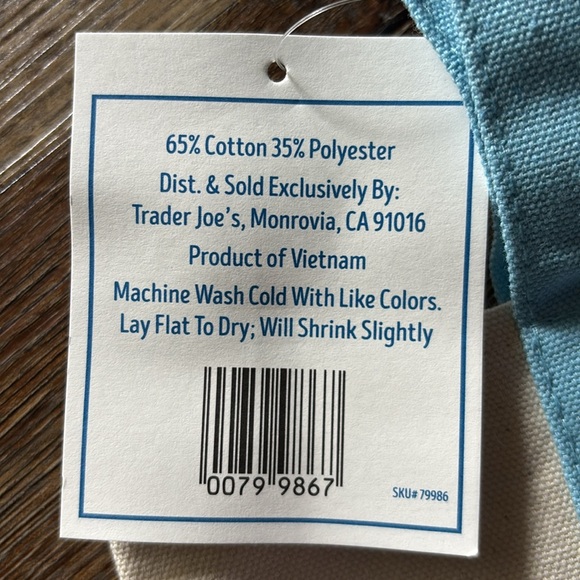 65% Cotton 35% Polyester
Dist. & Sold Exclusively By:
Trader Joe's, Monrovia, CA 91016
Product of Vietnam
Machine Wash Cold With Like Colors.
Lay Flat To Dry; Will Shrink Slightly
0079 9867
SKU# 79986